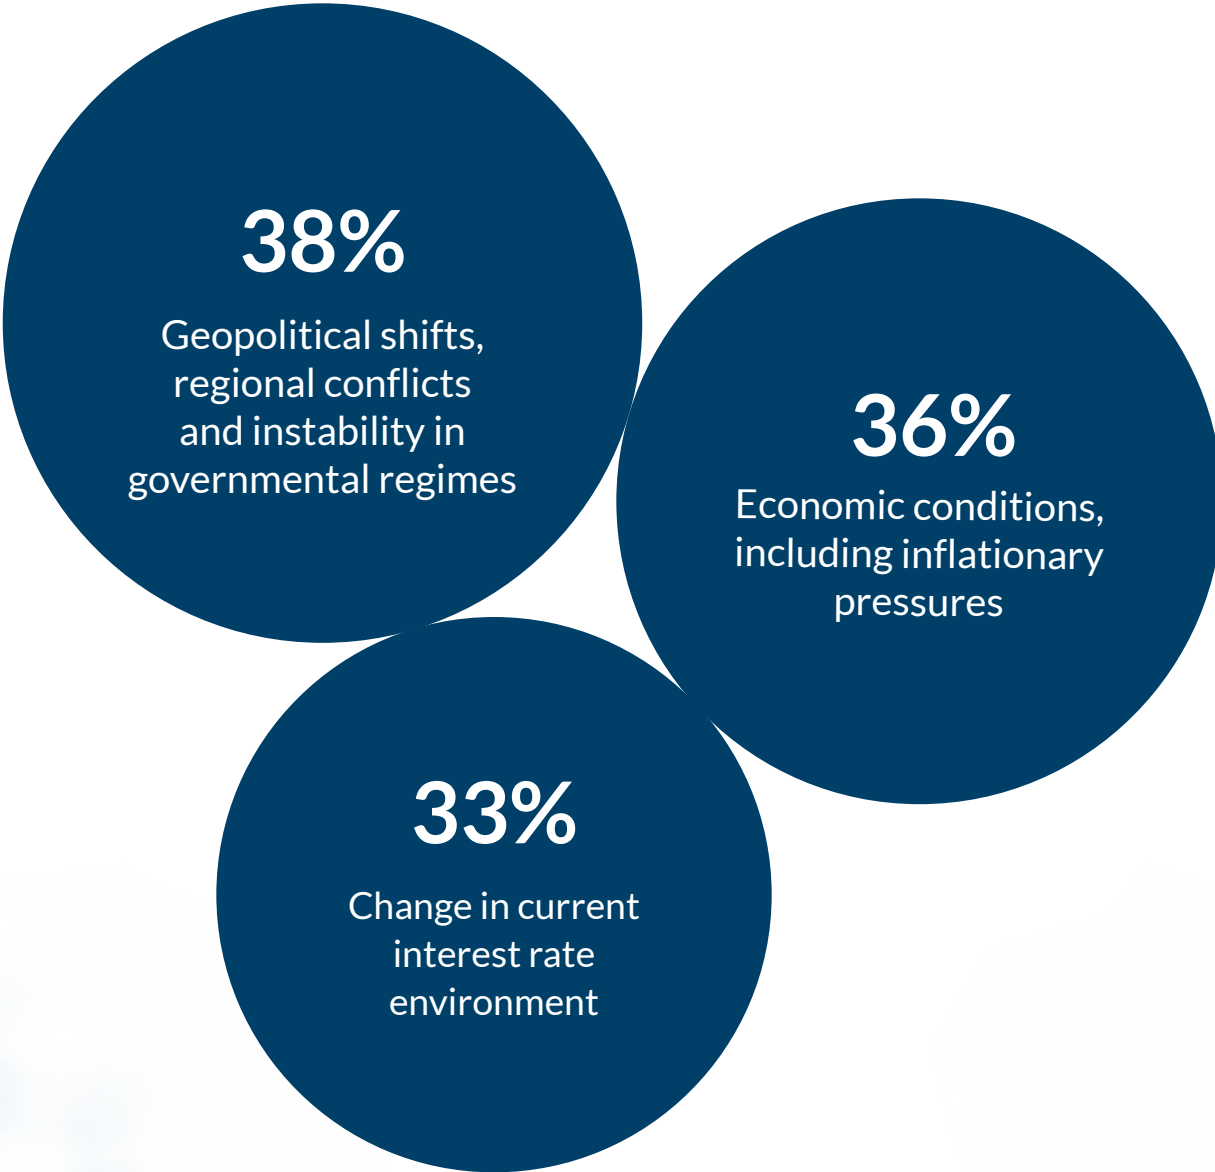 38%
Geopolitical shifts,
regional conflicts
and instability in
governmental regimes
36%
Economic conditions,
including inflationary
pressures
33%
Change in current
interest rate
environment